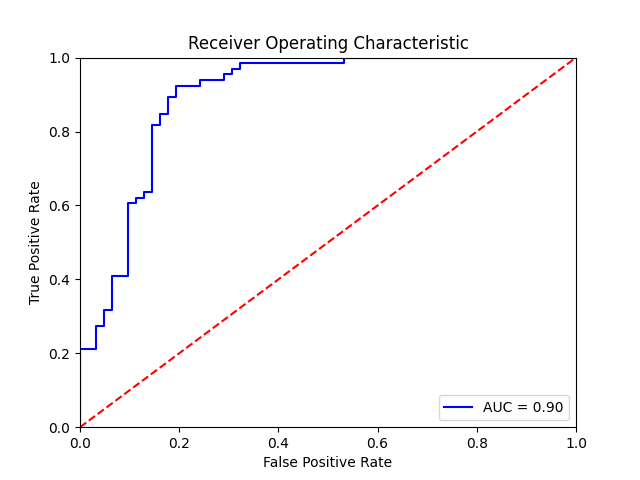 Receiver Operating Characteristic
1.0
0.8
0.6
0.4
0.2
0.0
True Positive Rate
AUC = 0.90
0.0 0.2 0.4 0.6 0.8 1.0
False Positive Rate